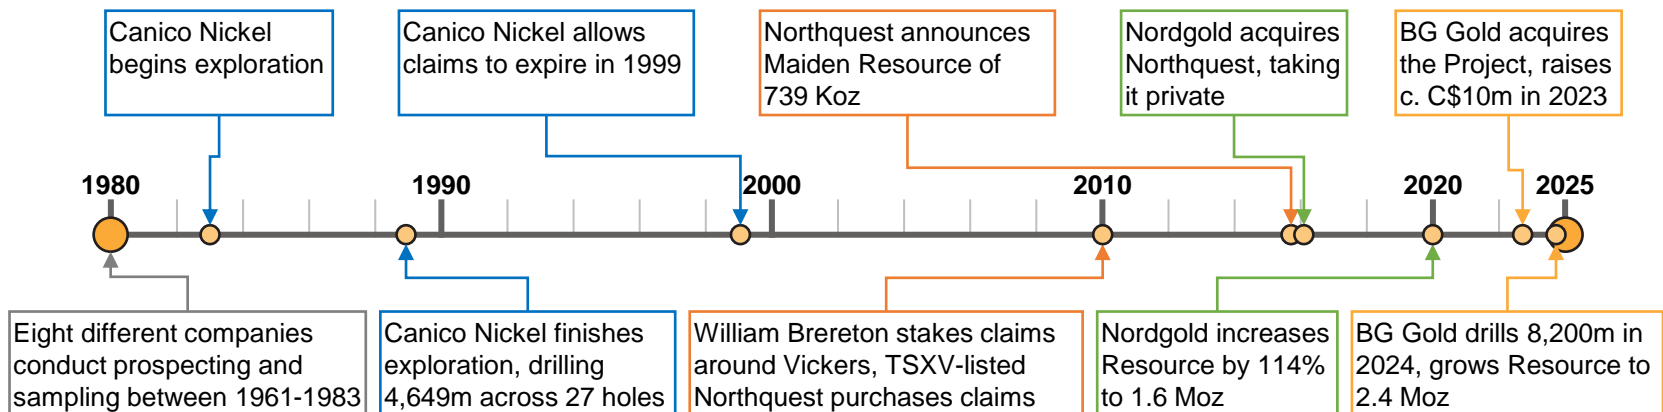 Canico Nickel
begins exploration
Canico Nickel allows
claims to expire in 1999
Northquest announces
Maiden Resource of
739 Koz
Nordgold acquires
Northquest, taking
it private
BG Gold acquires
the Project, raises
c. C$10m in 2023
1980
1990
2000
2010
2020
2025
Eight different companies
conduct prospecting and
sampling between 1961-1983
Canico Nickel finishes
exploration, drilling
4,649m across 27 holes
William Brereton stakes claims
around Vickers, TSXV-listed
Northquest purchases claims
Nordgold increases
Resource by 114%
to 1.6 Moz
BG Gold drills 8,200m in
2024, grows Resource to
2.4 Moz